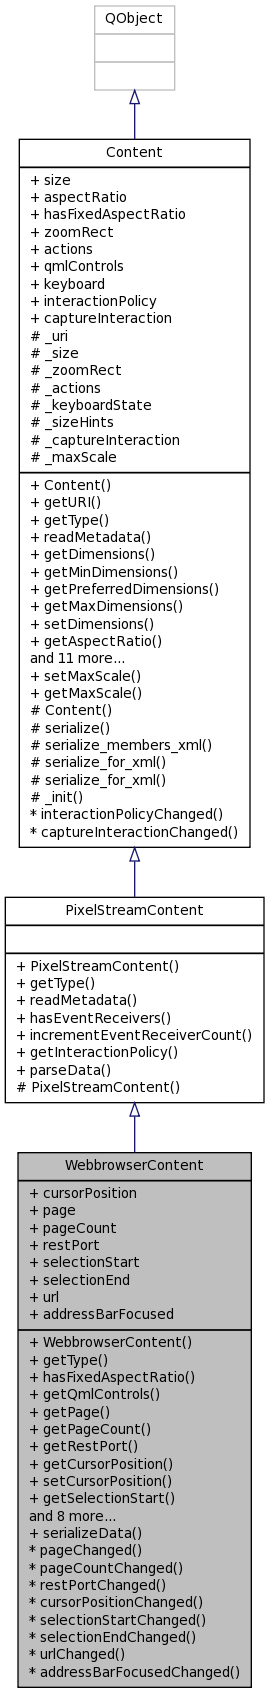 QObject
Content
+ size
+ aspectRatio
+ hasFixedAspectRatio
+ zoomRect
+ actions
+ qmlControls
+ keyboard
+ interactionPolicy
+ captureInteraction
# _uri
# _size
# _zoomRect
# _actions
# _keyboardState
# _sizeHints
# _captureInteraction
# _maxScale
+ Content()
+ getURI()
+ getType()
+ readMetadata()
+ getDimensions()
+ getMinDimensions()
+ getPreferredDimensions()
+ getMaxDimensions()
+ setDimensions()
+ getAspectRatio()
and 11 more...
+ setMaxScale()
+ getMaxScale()
# Content()
# serialize()
# serialize_members_xml()
# serialize_for_xml()
# serialize_for_xml()
# _init()
* interactionPolicyChanged()
* captureInteractionChanged()
PixelStreamContent
+ PixelStreamContent()
+ getType()
+ readMetadata()
+ hasEventReceivers()
+ incrementEventReceiverCount()
+ getInteractionPolicy()
+ parseData()
# PixelStreamContent()
WebbrowserContent
+ cursorPosition
+ page
+ pageCount
+ restPort
+ selectionStart
+ selectionEnd
+ url
+ addressBarFocused
+ WebbrowserContent()
+ getType()
+ hasFixedAspectRatio()
+ getQmlControls()
+ getPage()
+ getPageCount()
+ getRestPort()
+ getCursorPosition()
+ setCursorPosition()
+ getSelectionStart()
and 8 more...
+ serializeData()
* pageChanged()
* pageCountChanged()
* restPortChanged()
* cursorPositionChanged()
* selectionStartChanged()
* selectionEndChanged()
* urlChanged()
* addressBarFocusedChanged()